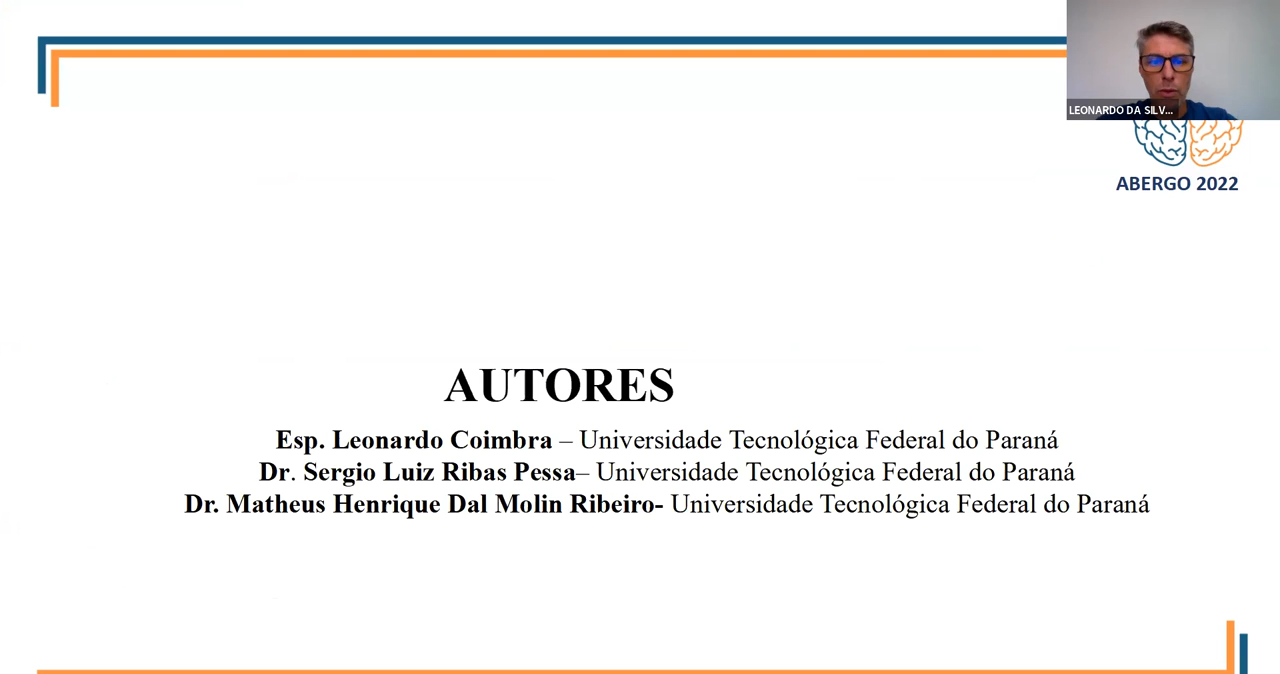 LEONARDO DA SILV...
ABERGO 2022
AUTORES
Esp. Leonardo Coimbra – Universidade Tecnológica Federal do Paraná
Dr. Sergio Luiz Ribas Pessa– Universidade Tecnológica Federal do Paraná
Dr. Matheus Henrique Dal Molin Ribeiro- Universidade Tecnológica Federal do Paraná